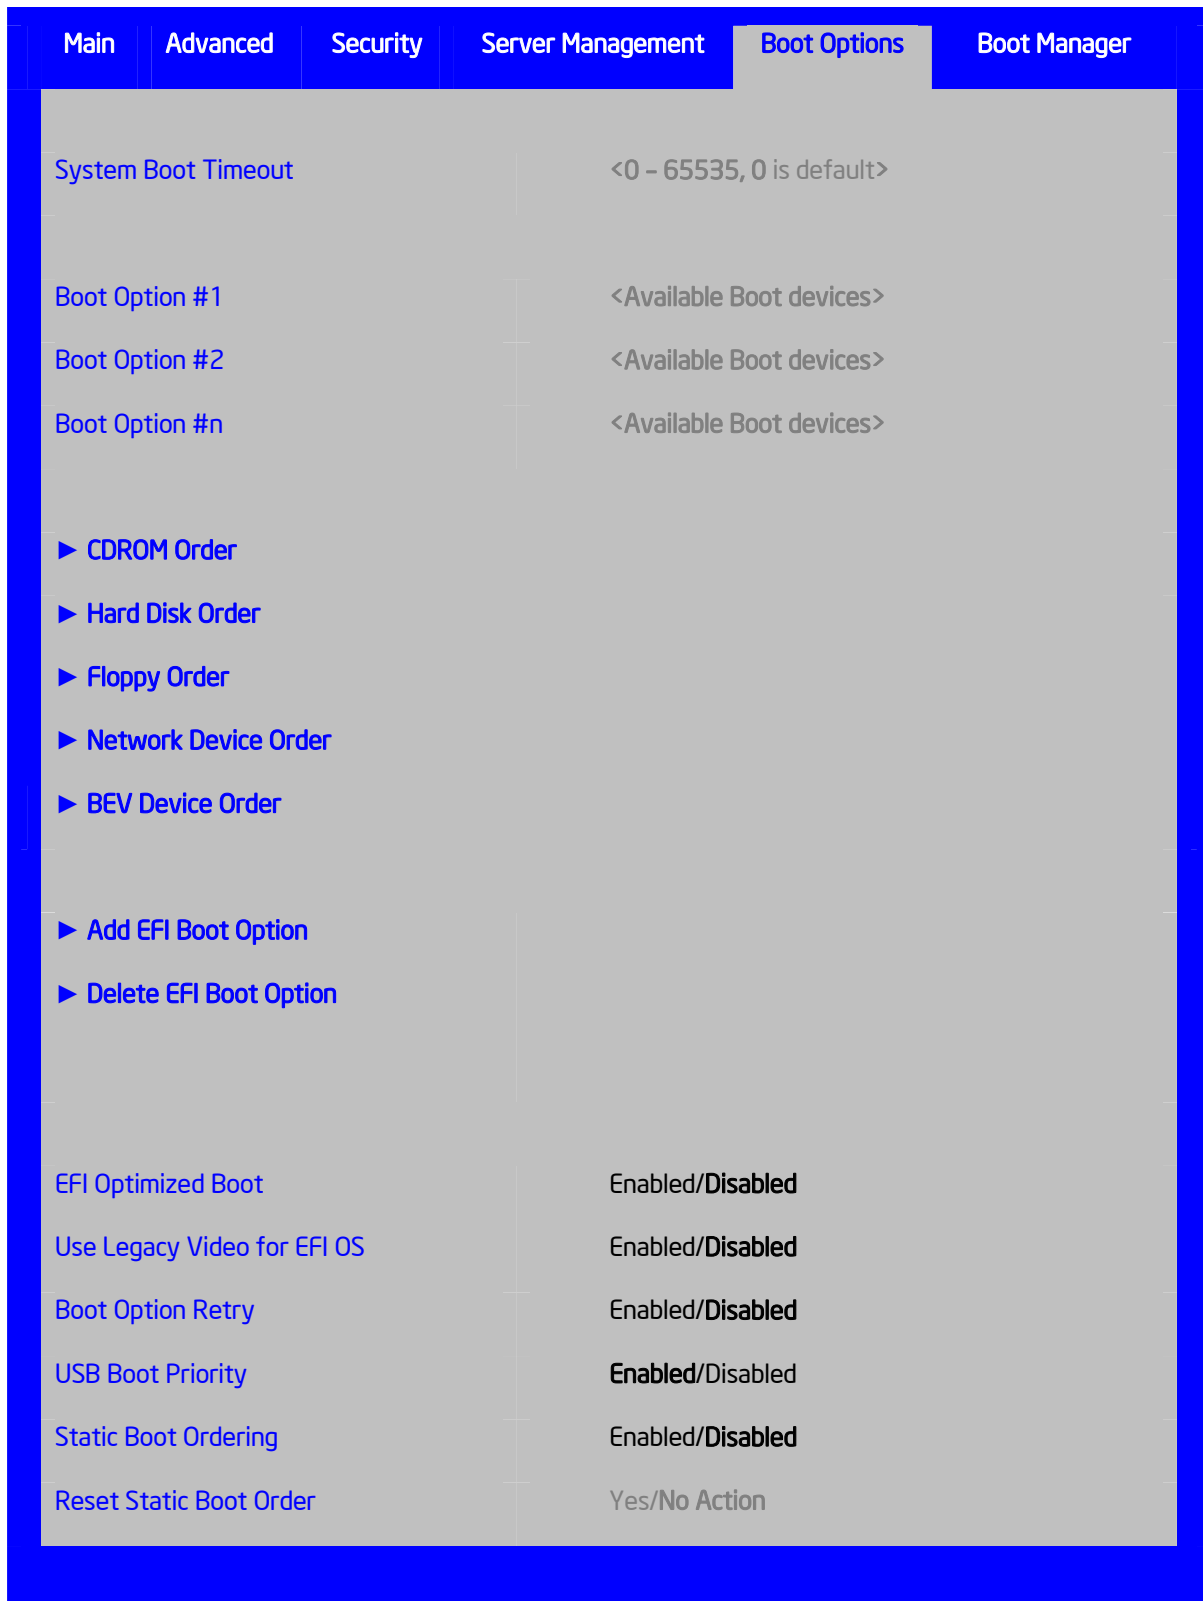 Main Advanced Security Server Management Boot Options Boot Manager
System Boot Timeout <0 – 65535, 0 is default>
Boot Option #1 <Available Boot devices>
Boot Option #2 <Available Boot devices>
Boot Option #n <Available Boot devices>
► CDROM Order
► Hard Disk Order
► Floppy Order
► Network Device Order
► BEV Device Order
► Add EFI Boot Option
► Delete EFI Boot Option
EFI Optimized Boot Enabled/Disabled
Use Legacy Video for EFI OS Enabled/Disabled
Boot Option Retry Enabled/Disabled
USB Boot Priority Enabled/Disabled
Static Boot Ordering Enabled/Disabled
Reset Static Boot Order Yes/No Action